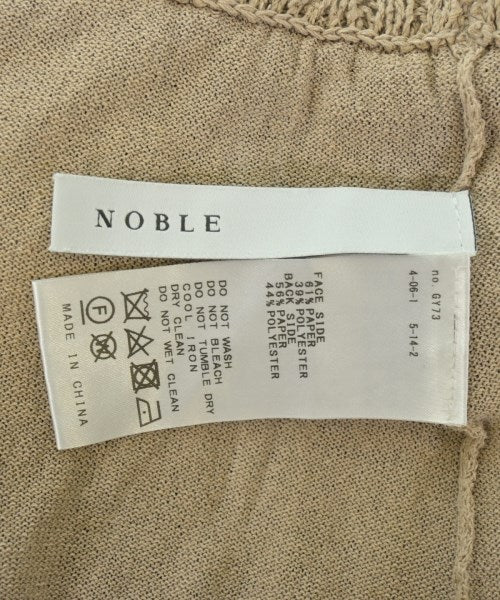 NOBLE
no. GY73
4-06-1 5-14-2
FACE SIDE
61% PAPER
39% POLYESTER
BACK SIDE
56% PAPER
44% POLYESTER
DO NOT WASH
DO NOT BLEACH
DO NOT TUMBLE DRY
COOL IRON
DRY CLEAN
DO NOT WET CLEAN
F
MADE IN CHINA